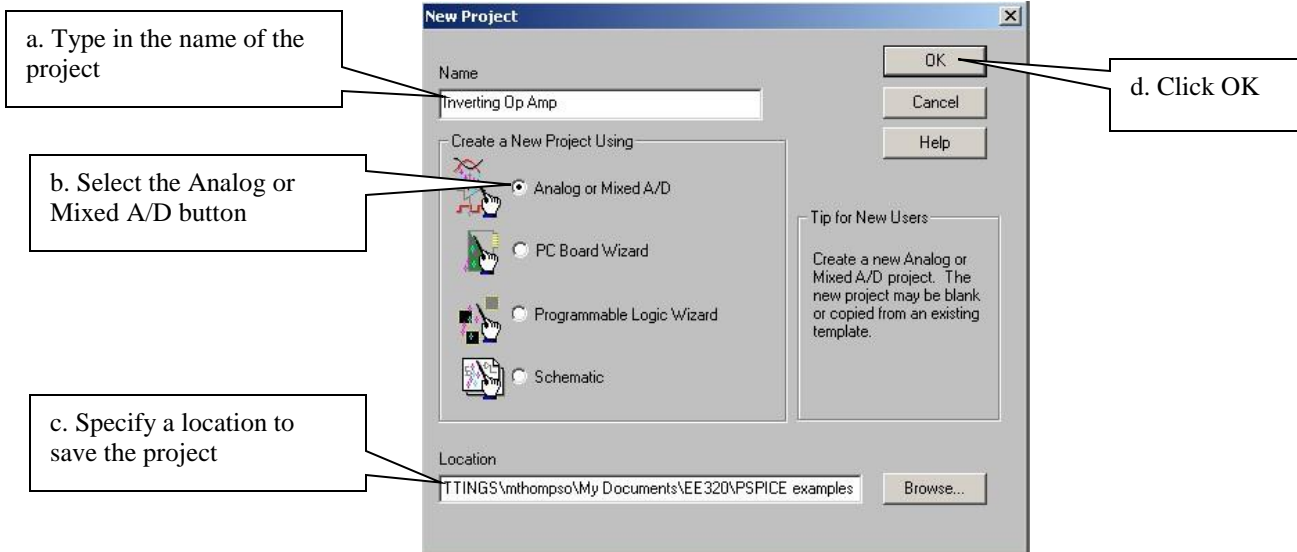 a. Type in the name of the
project
b. Select the Analog or
Mixed A/D button
c. Specify a location to
save the project
d. Click OK
New Project
Name
Inverting Op Amp
Create a New Project Using
Analog or Mixed A/D
PC Board Wizard
Programmable Logic Wizard
Schematic
Location
TTINGS\mthompso\My Documents\EE320\PSPICE examples
OK
Cancel
Help
Tip for New Users
Create a new Analog or
Mixed A/D project. The
new project may be blank
or copied from an existing
template.
Browse...